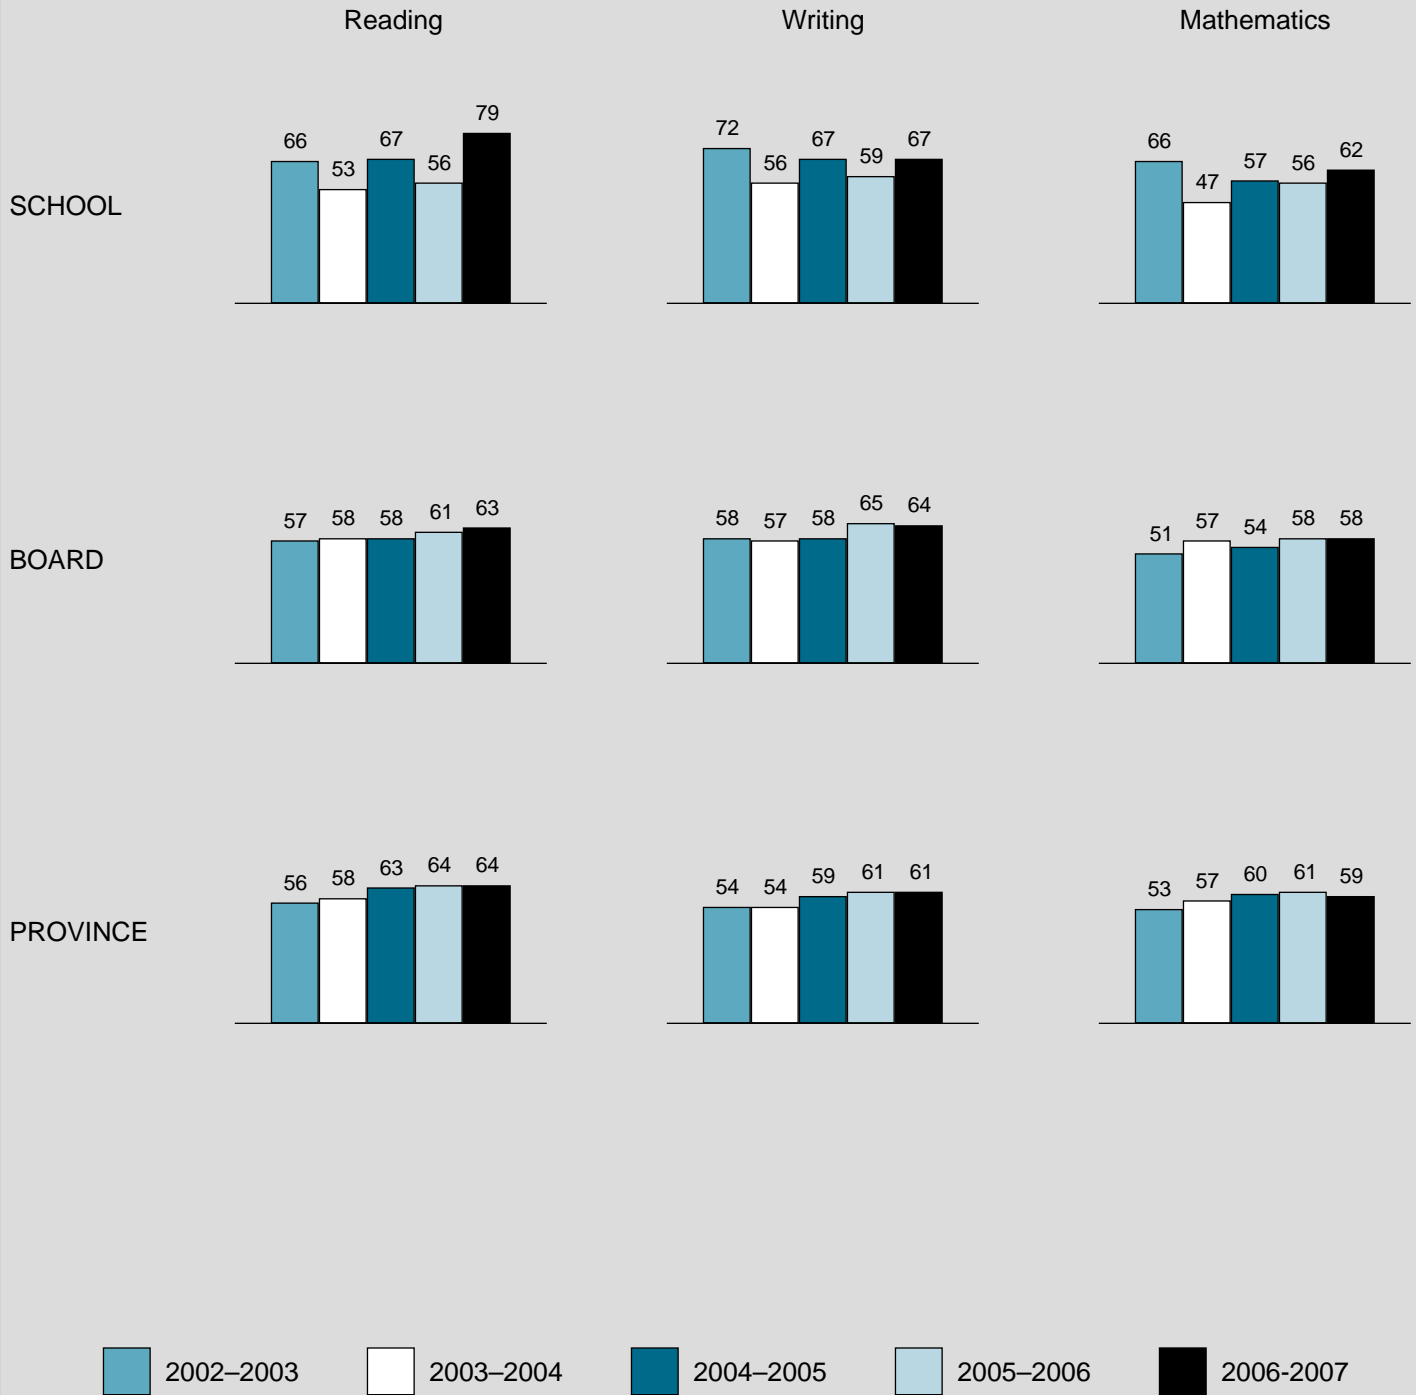 Reading Writing Mathematics
SCHOOL
66 53 67 56 79
72 56 67 59 67
66 47 57 56 62
BOARD
57 58 58 61 63
58 57 58 65 64
51 57 54 58 58
PROVINCE
56 58 63 64 64
54 54 59 61 61
53 57 60 61 59
2002–2003 2003–2004 2004–2005 2005–2006 2006-2007